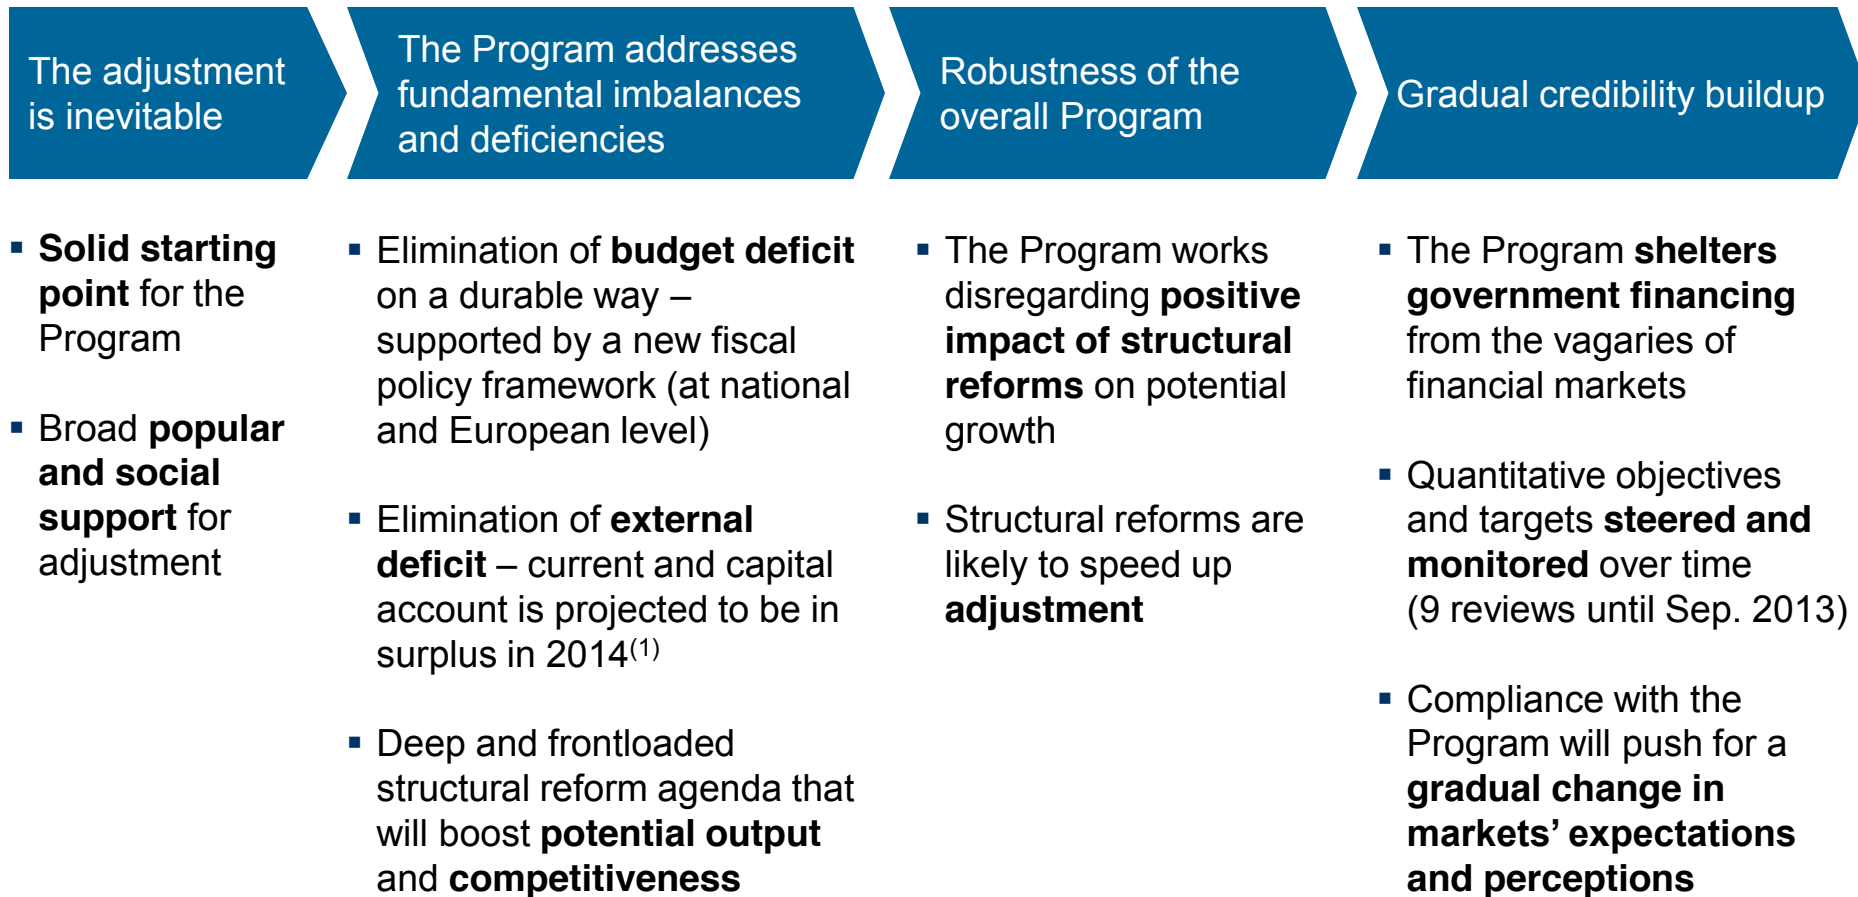 The adjustment
is inevitable
The Program addresses
fundamental imbalances
and deficiencies
Robustness of the
overall Program
Gradual credibility buildup
▪ Solid starting
point for the
Program
▪ Broad popular
and social
support for
adjustment
▪ Elimination of budget deficit
on a durable way –
supported by a new fiscal
policy framework (at national
and European level)
▪ Elimination of external
deficit – current and capital
account is projected to be in
surplus in 2014(1)
▪ Deep and frontloaded
structural reform agenda that
will boost potential output
and competitiveness
▪ The Program works
disregarding positive
impact of structural
reforms on potential
growth
▪ Structural reforms are
likely to speed up
adjustment
▪ The Program shelters
government financing
from the vagaries of
financial markets
▪ Quantitative objectives
and targets steered and
monitored over time
(9 reviews until Sep. 2013)
▪ Compliance with the
Program will push for a
gradual change in
markets’ expectations
and perceptions